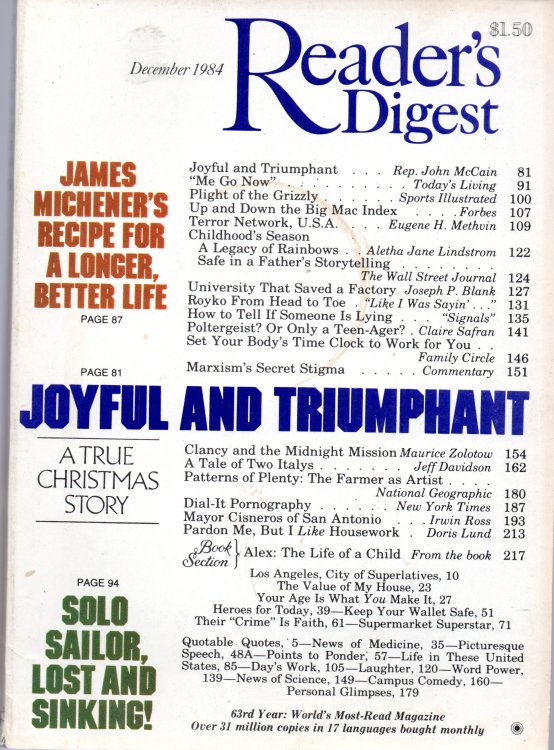 $1.50
December 1984
Reader's
Digest
JAMES
MICHENER'S
RECIPE FOR
A LONGER,
BETTER LIFE
PAGE 87
Joyful and Triumphant . . . Rep. John McCain 81
"Me Go Now" . . . . . . . . . . Today's Living 91
Plight of the Grizzly . . . . . Sports Illustrated 100
Up and Down the Big Mac Index . . . . . . Forbes 107
Terror Network, U.S.A. . . . . Eugene H. Methvin 109
Childhood's Season
A Legacy of Rainbows . . Aletha Jane Lindstrom 122
Safe in a Father's Storytelling . . . . . . . .
The Wall Street Journal 124
University That Saved a Factory Joseph P. Blank 127
Royko From Head to Toe . "Like I Was Sayin' ..." 131
How to Tell If Someone Is Lying . . . "Signals" 135
Poltergeist? Or Only a Teen-Ager? . Claire Safran 141
Set Your Body's Time Clock to Work for You . .
Family Circle 146
Marxism's Secret Stigma . . . . . Commentary 151
PAGE 81
JOYFUL AND TRIUMPHANT
A TRUE
CHRISTMAS
STORY
Clancy and the Midnight Mission Maurice Zolotow 154
A Tale of Two Italys . . . . . . . Jeff Davidson 162
Patterns of Plenty: The Farmer as Artist . . . .
National Geographic 180
Dial-It Pornography . . . . . . . New York Times 187
Mayor Cisneros of San Antonio . . . Irwin Ross 193
Pardon Me, But I Like Housework . Doris Lund 213
Book Section } Alex: The Life of a Child From the book 217
Los Angeles, City of Superlatives, 10
The Value of My House, 23
Your Age Is What You Make It, 27
Heroes for Today, 39—Keep Your Wallet Safe, 51
Their "Crime" Is Faith, 61—Supermarket Superstar, 71
PAGE 94
SOLO
SAILOR,
LOST AND
SINKING!
Quotable Quotes, 5—News of Medicine, 35—Picturesque
Speech, 48A—Points to Ponder, 57—Life in These United
States, 85—Day's Work, 105—Laughter, 120—Word Power,
139—News of Science, 149—Campus Comedy, 160—
Personal Glimpses, 179
63rd Year: World's Most-Read Magazine
Over 31 million copies in 17 languages bought monthly